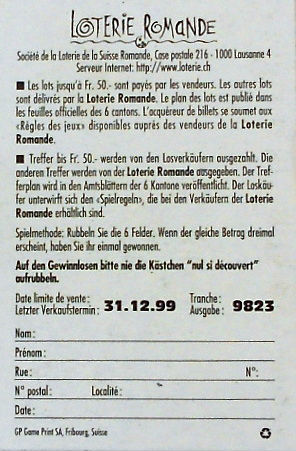 LOTERIE ROMANDE
Société de la Loterie de la Suisse Romande, Case postale 216 - 1000 Lausanne 4
Serveur Internet: http://www.loterie.ch
■ Les lots jusqu'à Fr. 50.- sont payés par les vendeurs. Les autres lots
sont délivrés par la Loterie Romande. Le plan des lots est publié dans
les feuilles officielles des 6 cantons. L'acquéreur de billets se soumet aux
«Règles des jeux» disponibles auprès des vendeurs de la Loterie
Romande.
■ Treffer bis Fr. 50.- werden von den Losverkäufern ausgezahlt. Die
anderen Treffer werden von der Loterie Romande ausgegeben. Der Tref-
ferplan wird in den Amtsblättern der 6 Kantone veröffentlicht. Der Loskäu-
fer unterwirft sich den «Spielregeln», die bei den Verkäufern der Loterie
Romande erhältlich sind.
Spielmethode: Rubbeln Sie die 6 Felder. Wenn der gleiche Betrag dreimal
erscheint, haben Sie ihr einmal gewonnen.
Auf den Gewinnlosen bitte nie die Kästchen "nul si découvert"
aufrubbeln.
Date limite de vente: 31.12.99 Tranche: 9823
Letzter Verkaufstermin: Ausgabe:
Nom:
Prénom:
Rue: N°:
N° postal: Localité:
Date:
GP Game Print SA, Fribourg, Suisse